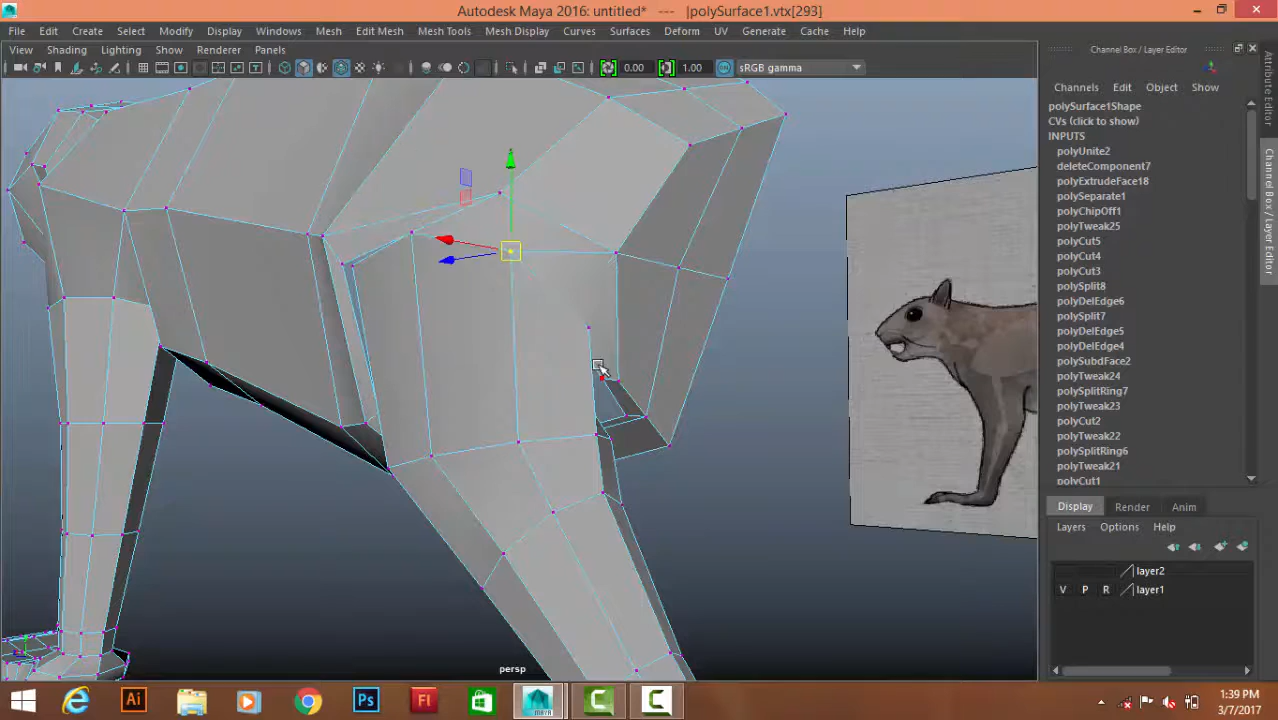 Autodesk Maya 2016: untitled* --- |polySurface1.vtx[293]
File Edit Create Select Modify Display Windows Mesh Edit Mesh Mesh Tools Mesh Display Curves Surfaces Deform UV Generate Cache Help
View Shading Lighting Show Renderer Panels
0.00 1.00 sRGB gamma
Channel Box / Layer Editor
Channels Edit Object Show
polySurface1Shape
CVs (click to show)
INPUTS
polyUnite2
deleteComponent7
polyExtrudeFace18
polySeparate1
polyChipOff1
polyTweak25
polyCut5
polyCut4
polyCut3
polySplit8
polyDelEdge6
polySplit7
polyDelEdge5
polyDelEdge4
polySubdFace2
polyTweak24
polySplitRing7
polyTweak23
polyCut2
polyTweak22
polySplitRing6
polyTweak21
polyCut1
Attribute Editor
Channel Box / Layer Editor
Display Render Anim
Layers Options Help
layer2
V P R layer1
persp
Ai Ps Fl MAYA
1:39 PM
3/7/2017